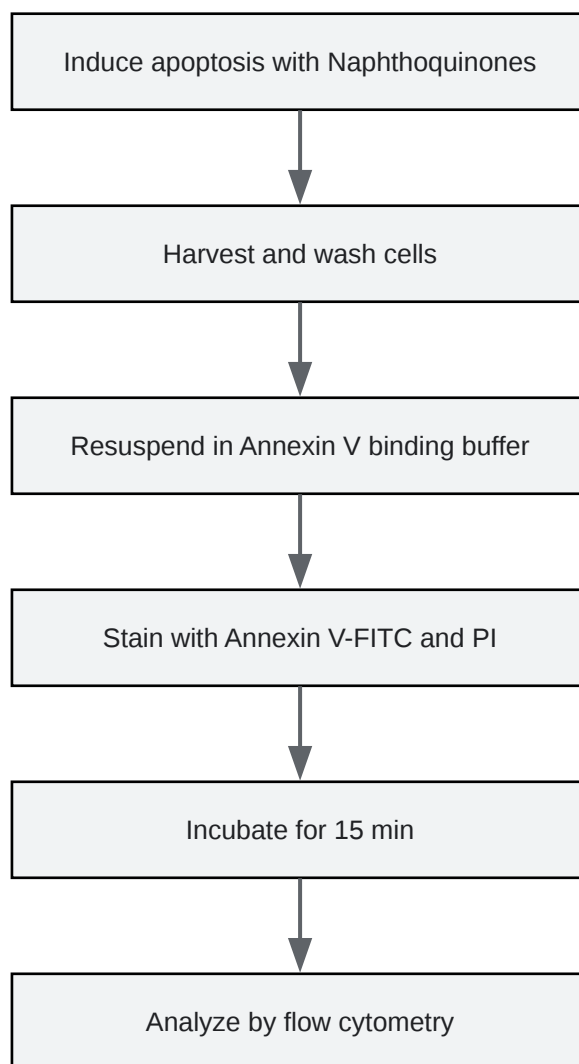 Induce apoptosis with Naphthoquinones
Harvest and wash cells
Resuspend in Annexin V binding buffer
Stain with Annexin V-FITC and PI
Incubate for 15 min
Analyze by flow cytometry